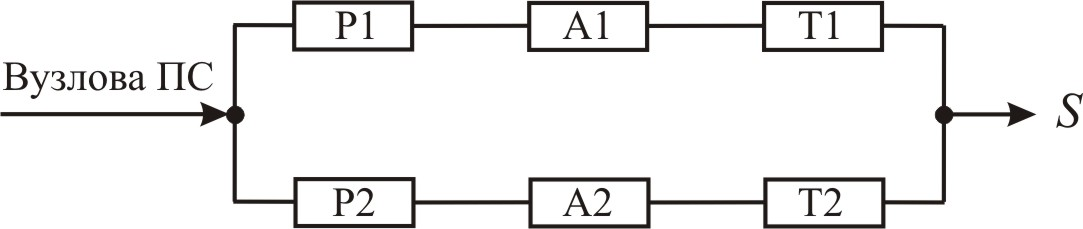 P1 A1 T1
Вузлова ПС
S
P2 A2 T2